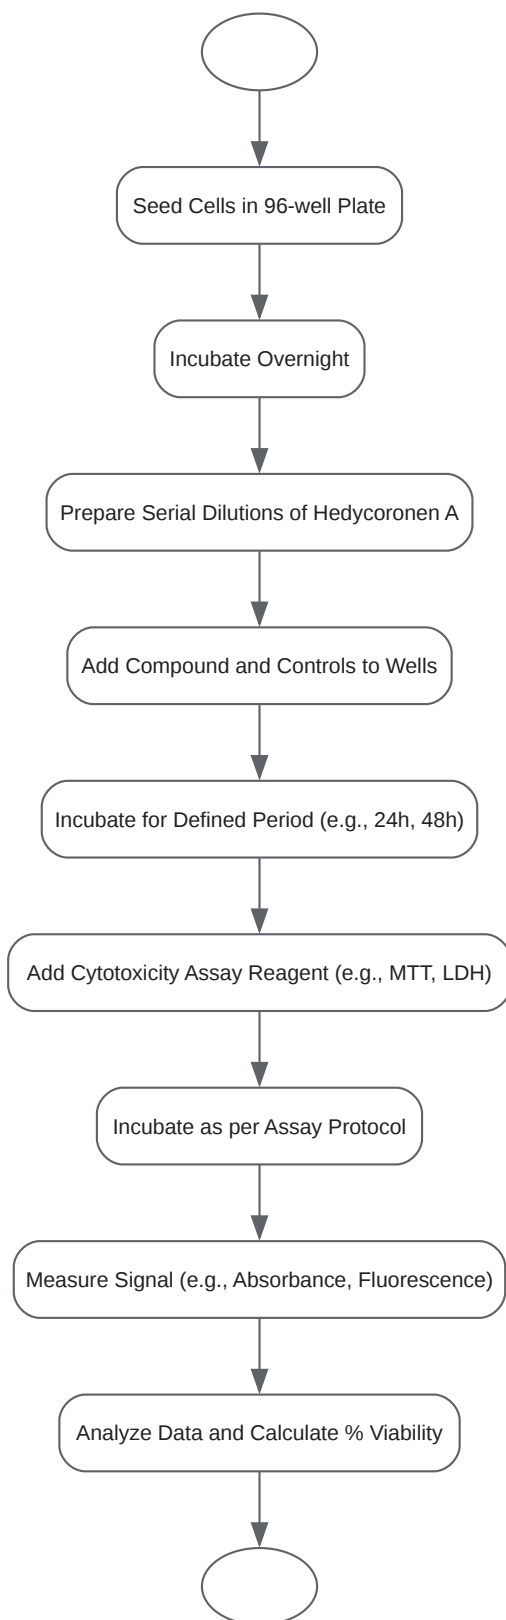 Seed Cells in 96-well Plate
Incubate Overnight
Prepare Serial Dilutions of Hedycoronen A
Add Compound and Controls to Wells
Incubate for Defined Period (e.g., 24h, 48h)
Add Cytotoxicity Assay Reagent (e.g., MTT, LDH)
Incubate as per Assay Protocol
Measure Signal (e.g., Absorbance, Fluorescence)
Analyze Data and Calculate % Viability